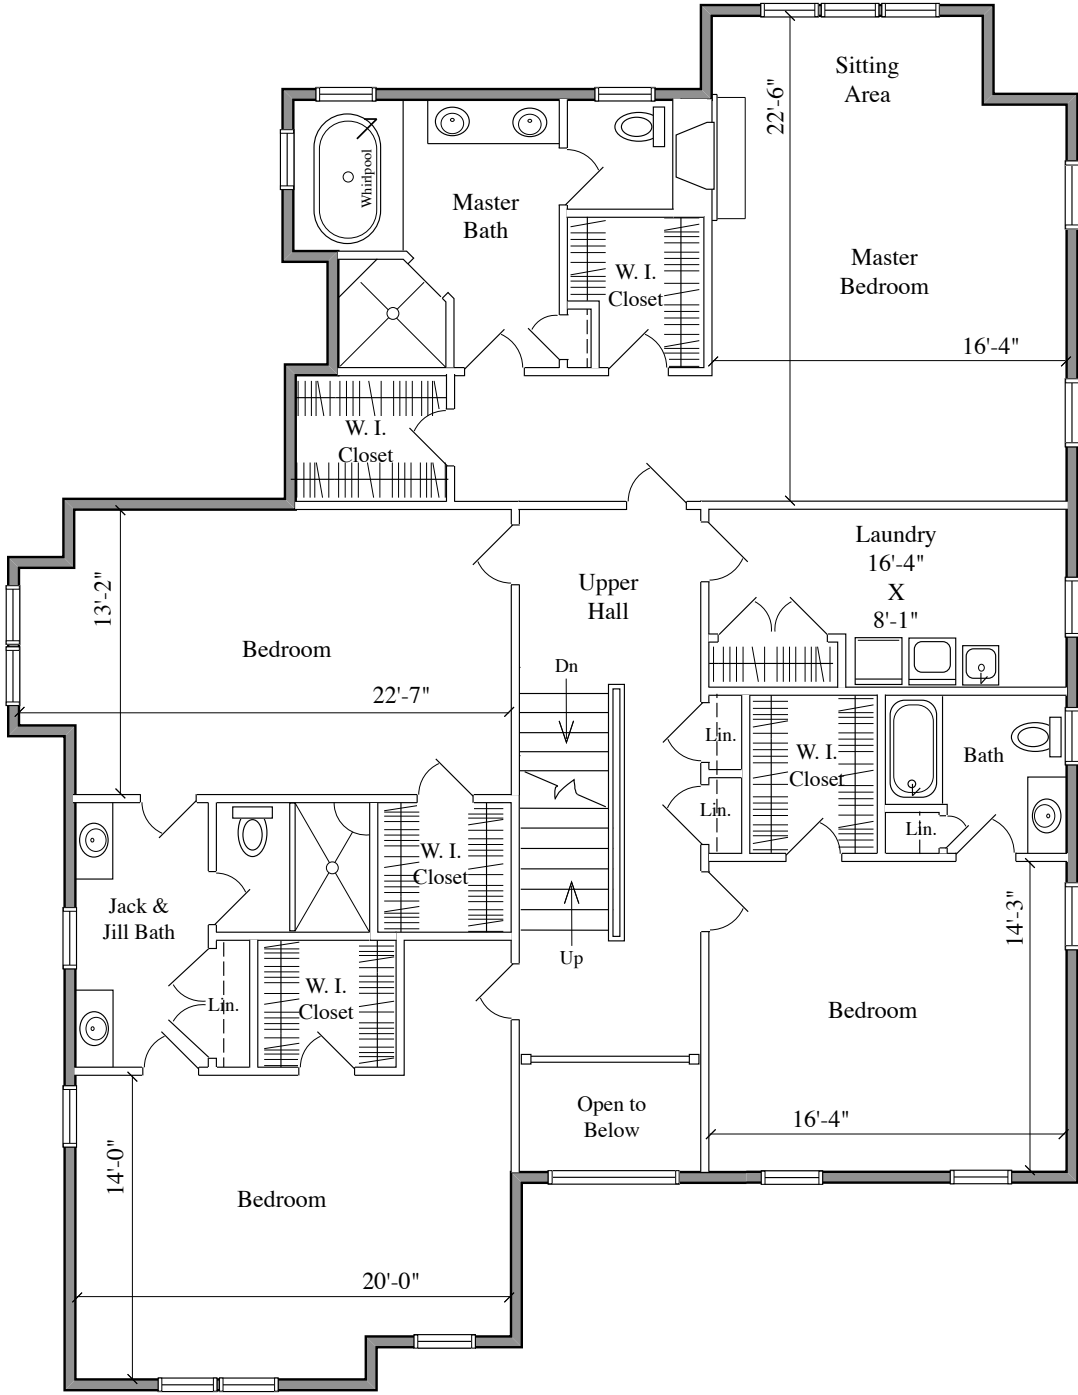 Sitting
Area
22'-6"
Whirlpool
Master
Bath
W. I.
Closet
Master
Bedroom
16'-4"
W. I.
Closet
Laundry
16'-4"
X
8'-1"
Upper
Hall
13'-2"
Bedroom
22'-7"
Dn
Lin.
W. I.
Closet
Bath
Lin.
Lin.
W. I.
Closet
Jack &
Jill Bath
14'-3"
Up
W. I.
Closet
Lin.
Bedroom
Open to
Below
16'-4"
14'-0"
Bedroom
20'-0"